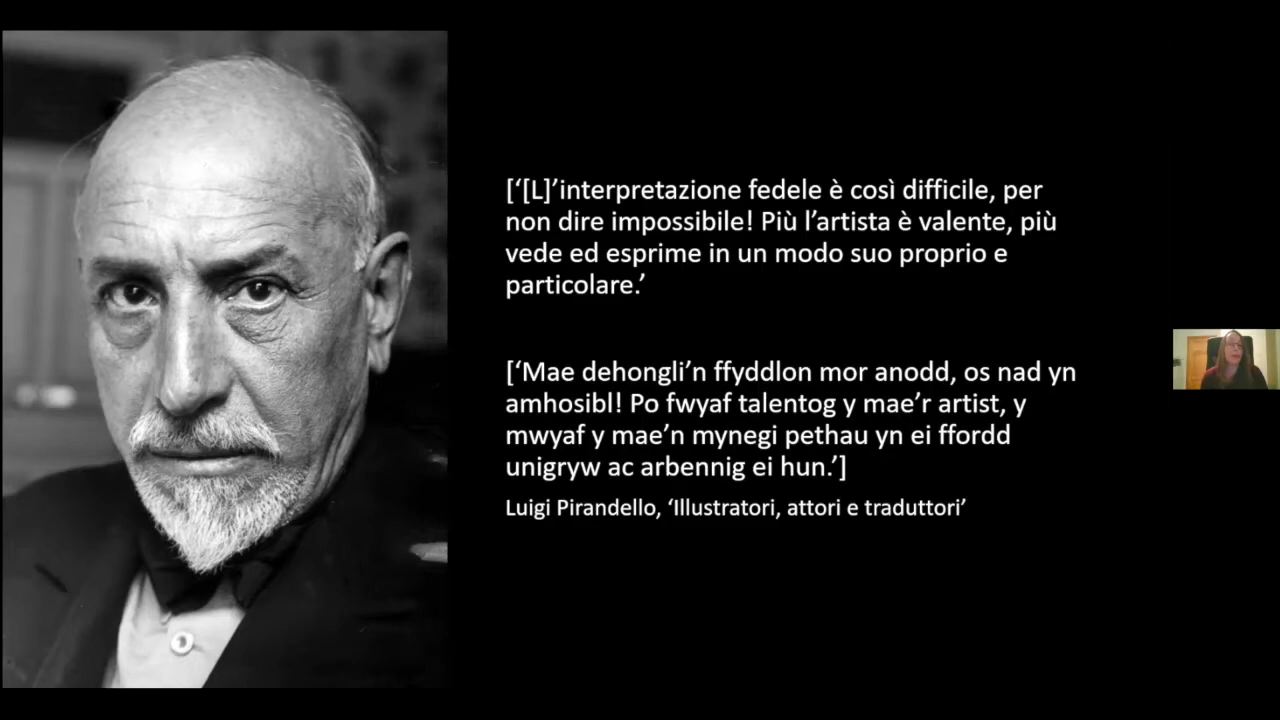 [‘[L]’interpretazione fedele è così difficile, per
non dire impossibile! Più l’artista è valente, più
vede ed esprime in un modo suo proprio e
particolare.’
[‘Mae dehongli’n ffyddlon mor anodd, os nad yn
amhosibl! Po fwyaf talentog y mae’r artist, y
mwyaf y mae’n mynegi pethau yn ei ffordd
unigryw ac arbennig ei hun.’]
Luigi Pirandello, ‘Illustratori, attori e traduttori’